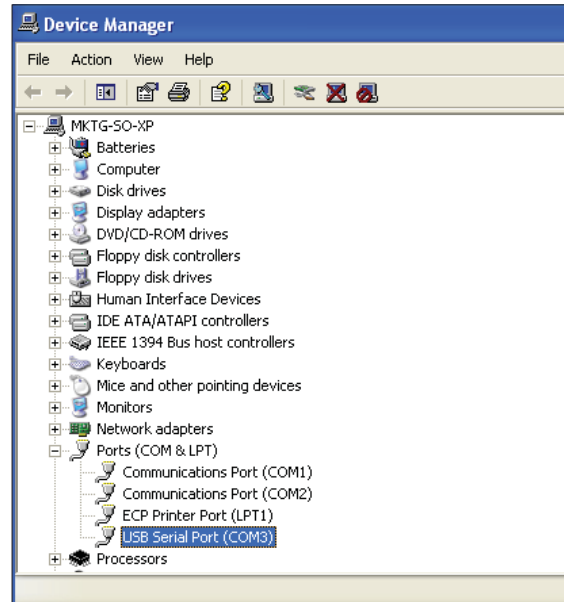 Device Manager
File Action View Help
MKTG-SO-XP
Batteries
Computer
Disk drives
Display adapters
DVD/CD-ROM drives
Floppy disk controllers
Floppy disk drives
Human Interface Devices
IDE ATA/ATAPI controllers
IEEE 1394 Bus host controllers
Keyboards
Mice and other pointing devices
Monitors
Network adapters
Ports (COM & LPT)
Communications Port (COM1)
Communications Port (COM2)
ECP Printer Port (LPT1)
USB Serial Port (COM3)
Processors